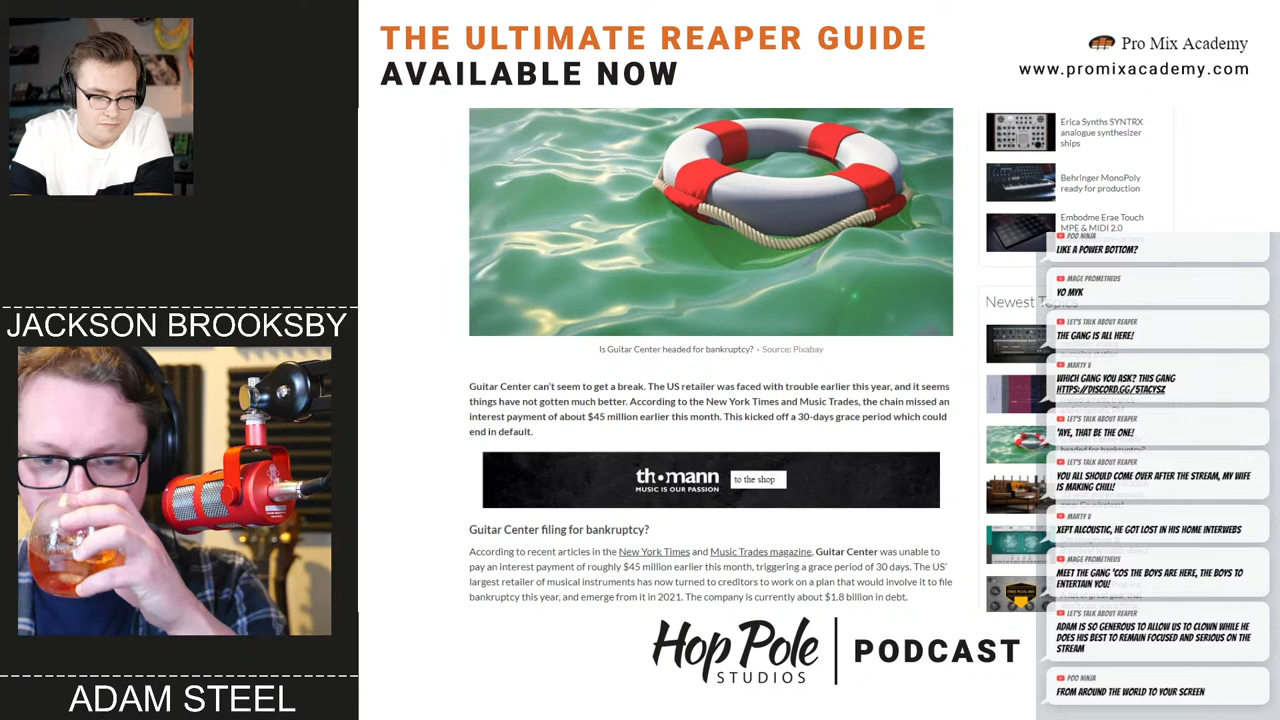 THE ULTIMATE REAPER GUIDE
AVAILABLE NOW
Pro Mix Academy
www.promixacademy.com
JACKSON BROOKSBY
ADAM STEEL
Is Guitar Center headed for bankruptcy? · Source: Pixabay
Guitar Center can't seem to get a break. The US retailer was faced with trouble earlier this year, and it seems
things have not gotten much better. According to the New York Times and Music Trades, the chain missed an
interest payment of about $45 million earlier this month. This kicked off a 30-days grace period which could
end in default.
th•mann
MUSIC IS OUR PASSION
to the shop
Guitar Center filing for bankruptcy?
According to recent articles in the New York Times and Music Trades magazine, Guitar Center was unable to
pay an interest payment of roughly $45 million earlier this month, triggering a grace period of 30 days. The US'
largest retailer of musical instruments has now turned to creditors to work on a plan that would involve it to file
bankruptcy this year, and emerge from it in 2021. The company is currently about $1.8 billion in debt.
Hop Pole
STUDIOS
PODCAST
Erica Synths SYNTRX
analogue synthesizer
ships
Behringer MonoPoly
ready for production
Embodme Erae Touch
MPE & MIDI 2.0
Newest Topics
POO NINJA
LIKE A POWER BOTTOM?
MAGE PROMETHEUS
YO MYK
LET'S TALK ABOUT REAPER
THE GANG IS ALL HERE!
MARTY V
WHICH GANG YOU ASK? THIS GANG
HTTPS://DISCORD.GG/5TACYSZ
LET'S TALK ABOUT REAPER
'AYE, THAT BE THE ONE!
headed for
bankruptcy?
LET'S TALK ABOUT REAPER
YOU ALL SHOULD COME OVER AFTER THE STREAM, MY WIFE
IS MAKING CHILI!
MARTY V
XEPT ALCOUSTIC, HE GOT LOST IN HIS HOME INTERWEBS
MAGE PROMETHEUS
MEET THE GANG 'COS THE BOYS ARE HERE, THE BOYS TO
ENTERTAIN YOU!
LET'S TALK ABOUT REAPER
ADAM IS SO GENEROUS TO ALLOW US TO CLOWN WHILE HE
DOES HIS BEST TO REMAIN FOCUSED AND SERIOUS ON THE
STREAM
POO NINJA
FROM AROUND THE WORLD TO YOUR SCREEN